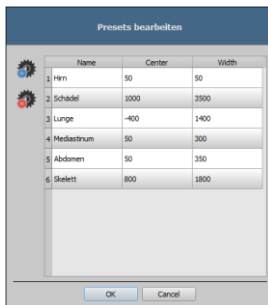 Presets bearbeiten
Name Center Width
1 Hirn 50 50
2 Schädel 1000 3500
3 Lunge -400 1400
4 Mediastinum 50 300
5 Abdomen 50 350
6 Skelett 800 1800
OK Cancel